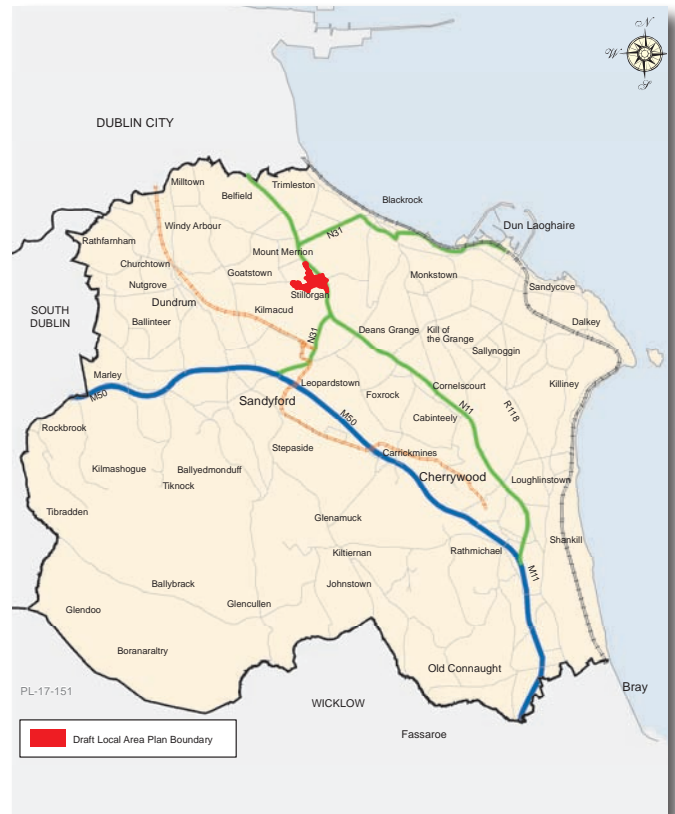 N
W
S
DUBLIN CITY
Milltown
Trimleston
Belfield
Blackrock
Windy Arbour
Dun Laoghaire
N31
Rathfarnham
Mount Merrion
Churchtown
Goatstown
Monkstown
Nutgrove
Sandycove
Dundrum
Stillorgan
SOUTH
DUBLIN
Kilmacud
Ballinteer
Dalkey
N31
Deans Grange
Kill of
the Grange
Sallynoggin
Marley
Leopardstown
Cornelscourt
Killiney
M50
Sandyford
Foxrock
N11
R118
M50
Cabinteely
Rockbrook
Stepaside
Carrickmines
Kilmashogue
Ballyedmonduff
Cherrywood
Loughlinstown
Tiknock
Tibradden
Glenamuck
Shankill
Kiltiernan
Rathmichael
M11
Ballybrack
Johnstown
Glendoo
Glencullen
Boranaraltry
Old Connaught
PL-17-151
Bray
WICKLOW
Fassaroe
Draft Local Area Plan Boundary